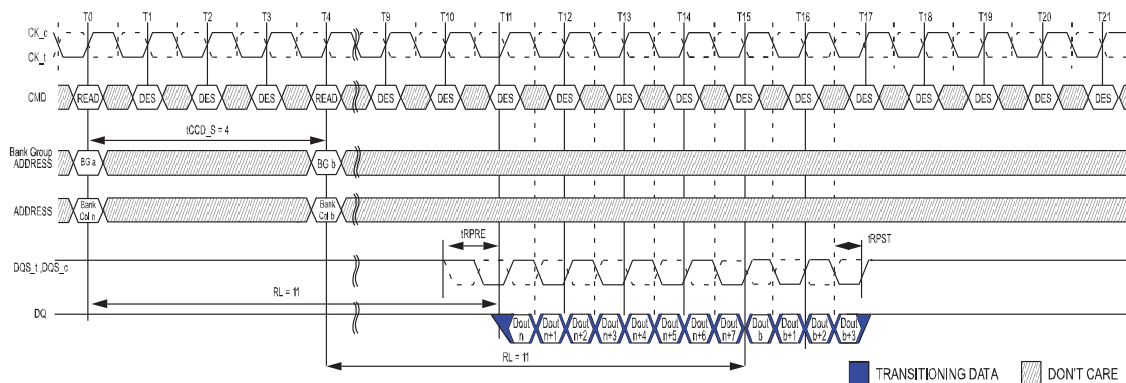 T0 T1 T2 T3 T4 T9 T10 T11 T12 T13 T14 T15 T16 T17 T18 T19 T20 T21
CK_c
CK_t
CMD READ DES DES DES READ DES DES DES DES DES DES DES DES DES DES DES DES DES
tCCD_S = 4
Bank Group
ADDRESS BG a BG b
ADDRESS Bank Col n Bank Col b
tRPRE tRPST
DQS_t ,DQS_c
RL = 11
DQ Dout n Dout n+1 Dout n+2 Dout n+3 Dout n+4 Dout n+5 Dout n+6 Dout n+7 Dout b Dout b+1 Dout b+2 Dout b+3
RL = 11
TRANSITIONING DATA DON'T CARE